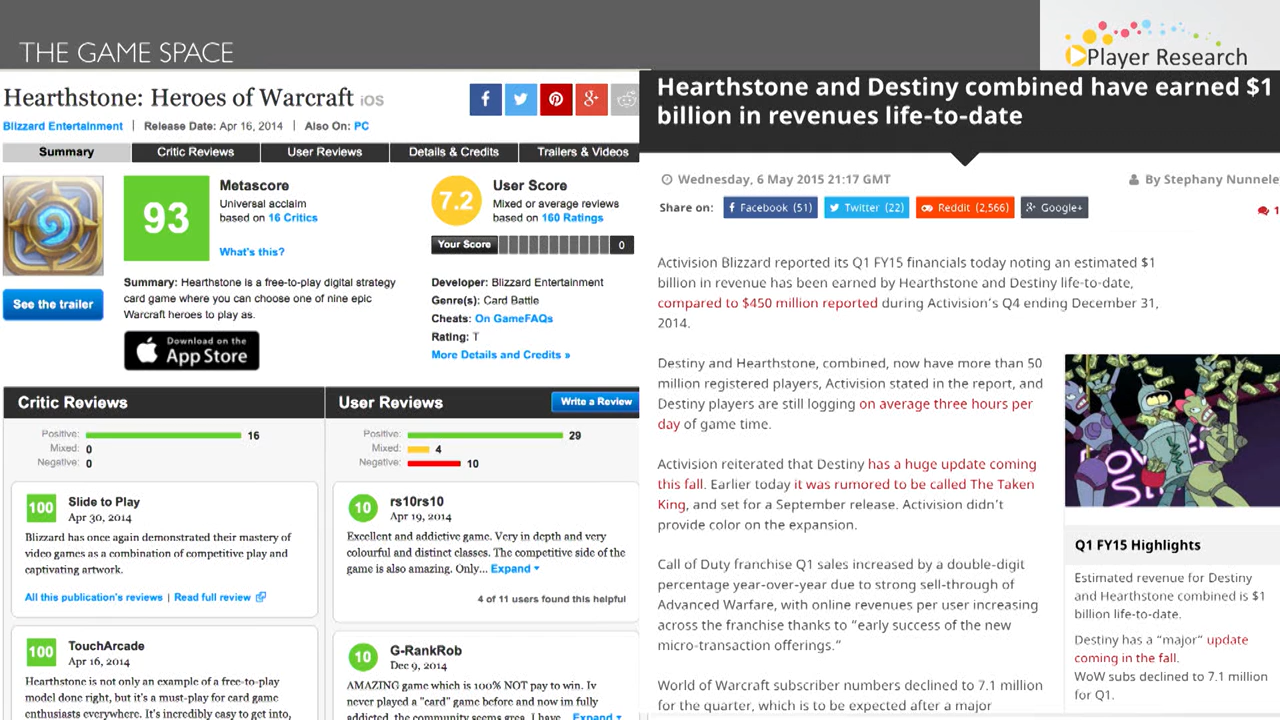 THE GAME SPACE
Player Research
Hearthstone: Heroes of Warcraft iOS
Blizzard Entertainment | Release Date: Apr 16, 2014 | Also On: PC
Summary Critic Reviews User Reviews Details & Credits Trailers & Videos
93
Metascore
Universal acclaim
based on 16 Critics
What's this?
7.2
User Score
Mixed or average reviews
based on 160 Ratings
Your Score 0
See the trailer
Summary: Hearthstone is a free-to-play digital strategy
card game where you can choose one of nine epic
Warcraft heroes to play as.
Download on the
App Store
Developer: Blizzard Entertainment
Genre(s): Card Battle
Cheats: On GameFAQs
Rating: T
More Details and Credits »
Critic Reviews
Positive: 16
Mixed: 0
Negative: 0
100
Slide to Play
Apr 30, 2014
Blizzard has once again demonstrated their mastery of
video games as a combination of competitive play and
captivating artwork.
All this publication's reviews | Read full review
100
TouchArcade
Apr 16, 2014
Hearthstone is not only an example of a free-to-play
model done right, but it's a must-play for card game
enthusiasts everywhere. It's incredibly easy to get into,
User Reviews
Write a Review
Positive: 29
Mixed: 4
Negative: 10
10
rs10rs10
Apr 19, 2014
Excellent and addictive game. Very in depth and very
colourful and distinct classes. The competitive side of the
game is also amazing. Only... Expand
4 of 11 users found this helpful
10
G-RankRob
Dec 9, 2014
AMAZING game which is 100% NOT pay to win. Iv
never played a "card" game before and now im fully
addicted, the community seems great. I have... Expand
Hearthstone and Destiny combined have earned $1
billion in revenues life-to-date
Wednesday, 6 May 2015 21:17 GMT
By Stephany Nunnele
Share on: Facebook (51) Twitter (22) Reddit (2,566) Google+
1
Activision Blizzard reported its Q1 FY15 financials today noting an estimated $1
billion in revenue has been earned by Hearthstone and Destiny life-to-date,
compared to $450 million reported during Activision's Q4 ending December 31,
2014.
Destiny and Hearthstone, combined, now have more than 50
million registered players, Activision stated in the report, and
Destiny players are still logging on average three hours per
day of game time.
Activision reiterated that Destiny has a huge update coming
this fall. Earlier today it was rumored to be called The Taken
King, and set for a September release. Activision didn't
provide color on the expansion.
Call of Duty franchise Q1 sales increased by a double-digit
percentage year-over-year due to strong sell-through of
Advanced Warfare, with online revenues per user increasing
across the franchise thanks to "early success of the new
micro-transaction offerings."
World of Warcraft subscriber numbers declined to 7.1 million
for the quarter, which is to be expected after a major
Q1 FY15 Highlights
Estimated revenue for Destiny
and Hearthstone combined is $1
billion life-to-date.
Destiny has a "major" update
coming in the fall.
WoW subs declined to 7.1 million
for Q1.